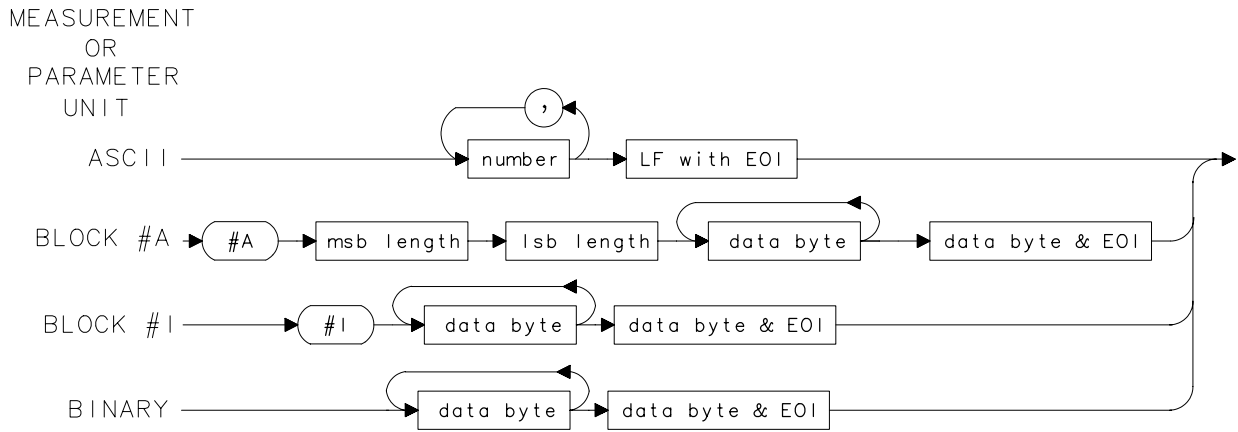 MEASUREMENT
OR
PARAMETER
UNIT
,
ASCII number LF with EOI
BLOCK #A #A msb length lsb length data byte data byte & EOI
BLOCK #I #I data byte data byte & EOI
BINARY data byte data byte & EOI